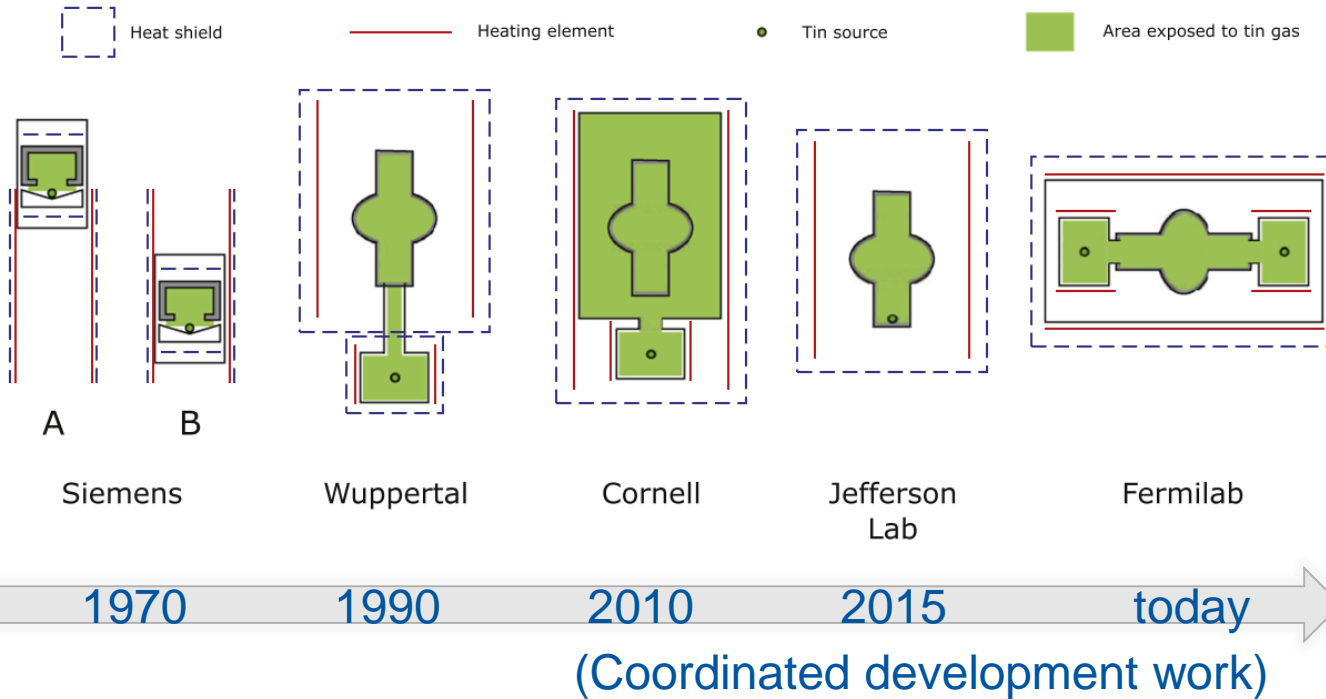 Heat shield
Heating element
Tin source
Area exposed to tin gas
A
B
Siemens
Wuppertal
Cornell
Jefferson
Lab
Fermilab
1970
1990
2010
2015
today
(Coordinated development work)